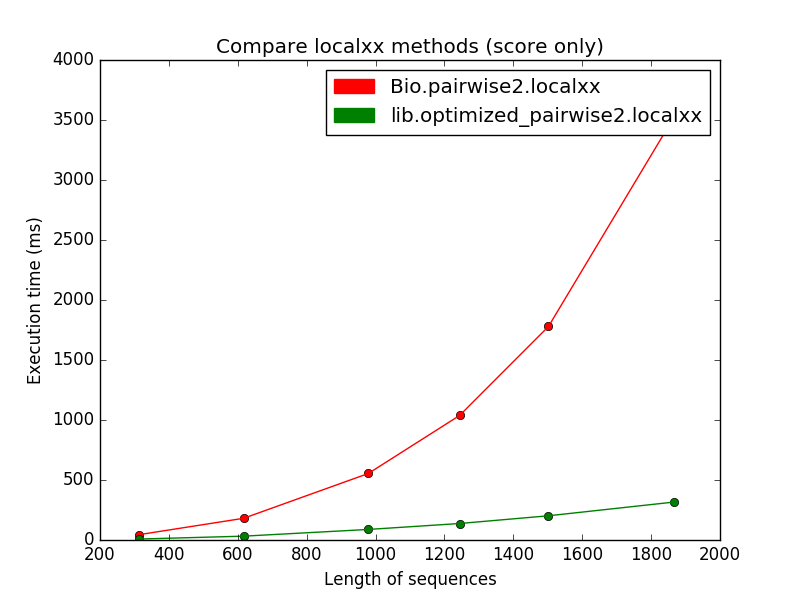 Compare localxx methods (score only)
Bio.pairwise2.localxx
lib.optimized_pairwise2.localxx
Execution time (ms)
4000
3500
3000
2500
2000
1500
1000
500
0
200 400 600 800 1000 1200 1400 1600 1800 2000
Length of sequences